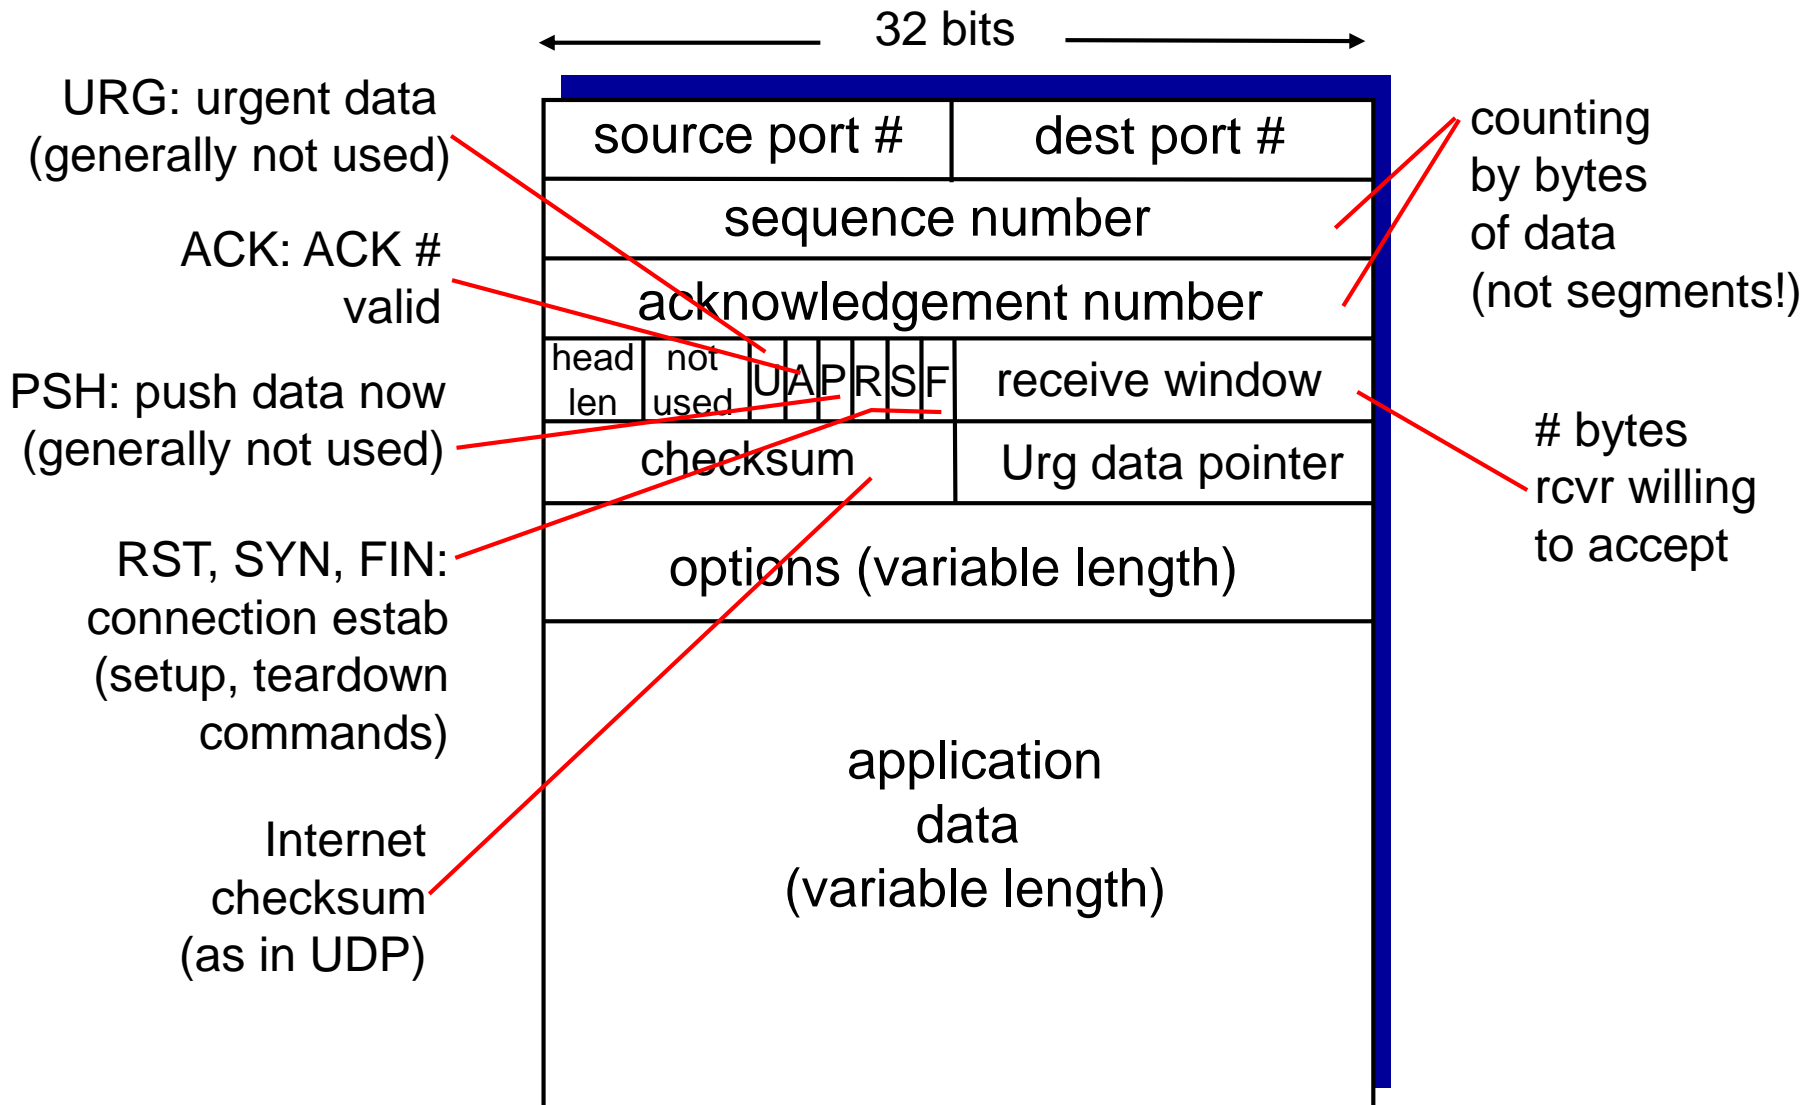 32 bits
URG: urgent data
(generally not used)
ACK: ACK #
valid
PSH: push data now
(generally not used)
RST, SYN, FIN:
connection estab
(setup, teardown
commands)
Internet
checksum
(as in UDP)
source port #
dest port #
sequence number
acknowledgement number
head
len
not
used
U
A
P
R
S
F
receive window
checksum
Urg data pointer
options (variable length)
application
data
(variable length)
counting
by bytes
of data
(not segments!)
# bytes
rcvr willing
to accept